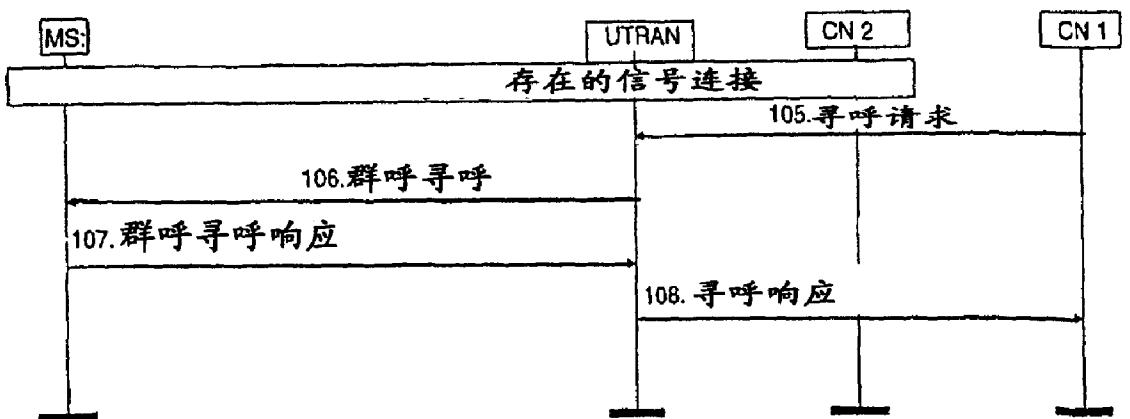 MS:
UTRAN
CN 2
CN 1
存在的信号连接
105.寻呼请求
106.群呼寻呼
107.群呼寻呼响应
108.寻呼响应